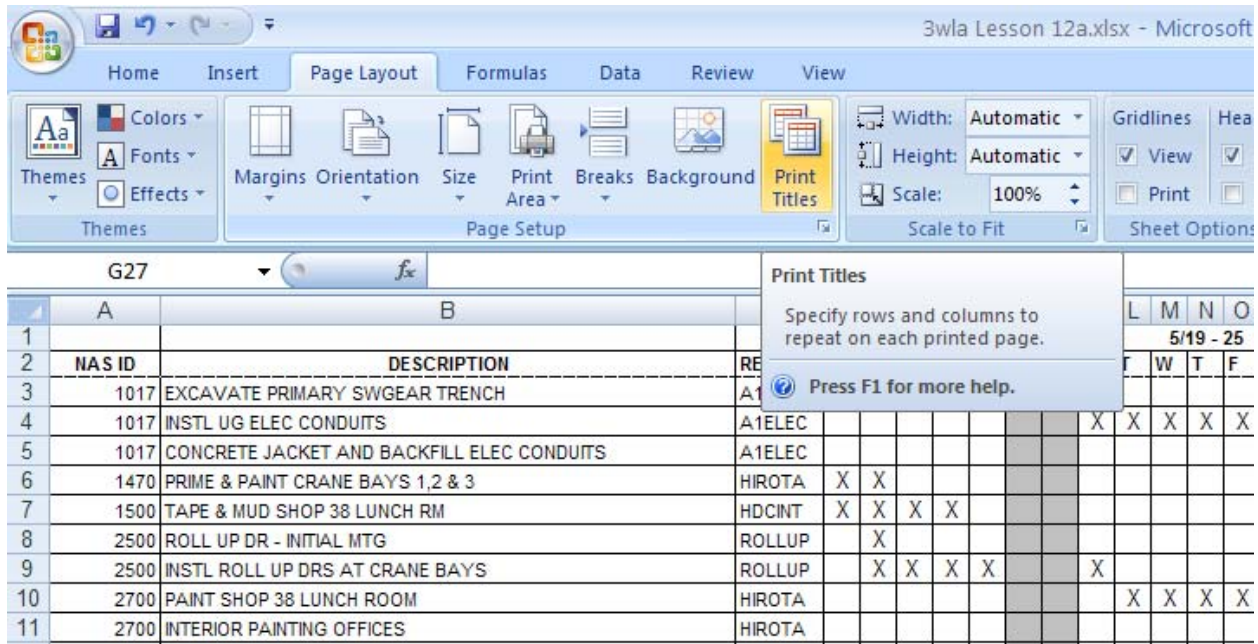 3wla Lesson 12a.xlsx - Microsoft
Home Insert Page Layout Formulas Data Review View
Aa Themes
Colors
A Fonts
Effects
Themes
Margins Orientation Size Print Area Breaks Background Print Titles
Page Setup
Width: Automatic
Height: Automatic
Scale: 100%
Scale to Fit
Gridlines Hea
View
Print
Sheet Options
G27 fx
Print Titles
Specify rows and columns to
repeat on each printed page.
Press F1 for more help.
A B L M N O
1 5/19 - 25
2 NAS ID DESCRIPTION RE T W T F
3 1017 EXCAVATE PRIMARY SWGEAR TRENCH A1
4 1017 INSTL UG ELEC CONDUITS A1ELEC X X X X X
5 1017 CONCRETE JACKET AND BACKFILL ELEC CONDUITS A1ELEC
6 1470 PRIME & PAINT CRANE BAYS 1,2 & 3 HIROTA X X
7 1500 TAPE & MUD SHOP 38 LUNCH RM HDCINT X X X X
8 2500 ROLL UP DR - INITIAL MTG ROLLUP X
9 2500 INSTL ROLL UP DRS AT CRANE BAYS ROLLUP X X X X X
10 2700 PAINT SHOP 38 LUNCH ROOM HIROTA X X X X
11 2700 INTERIOR PAINTING OFFICES HIROTA